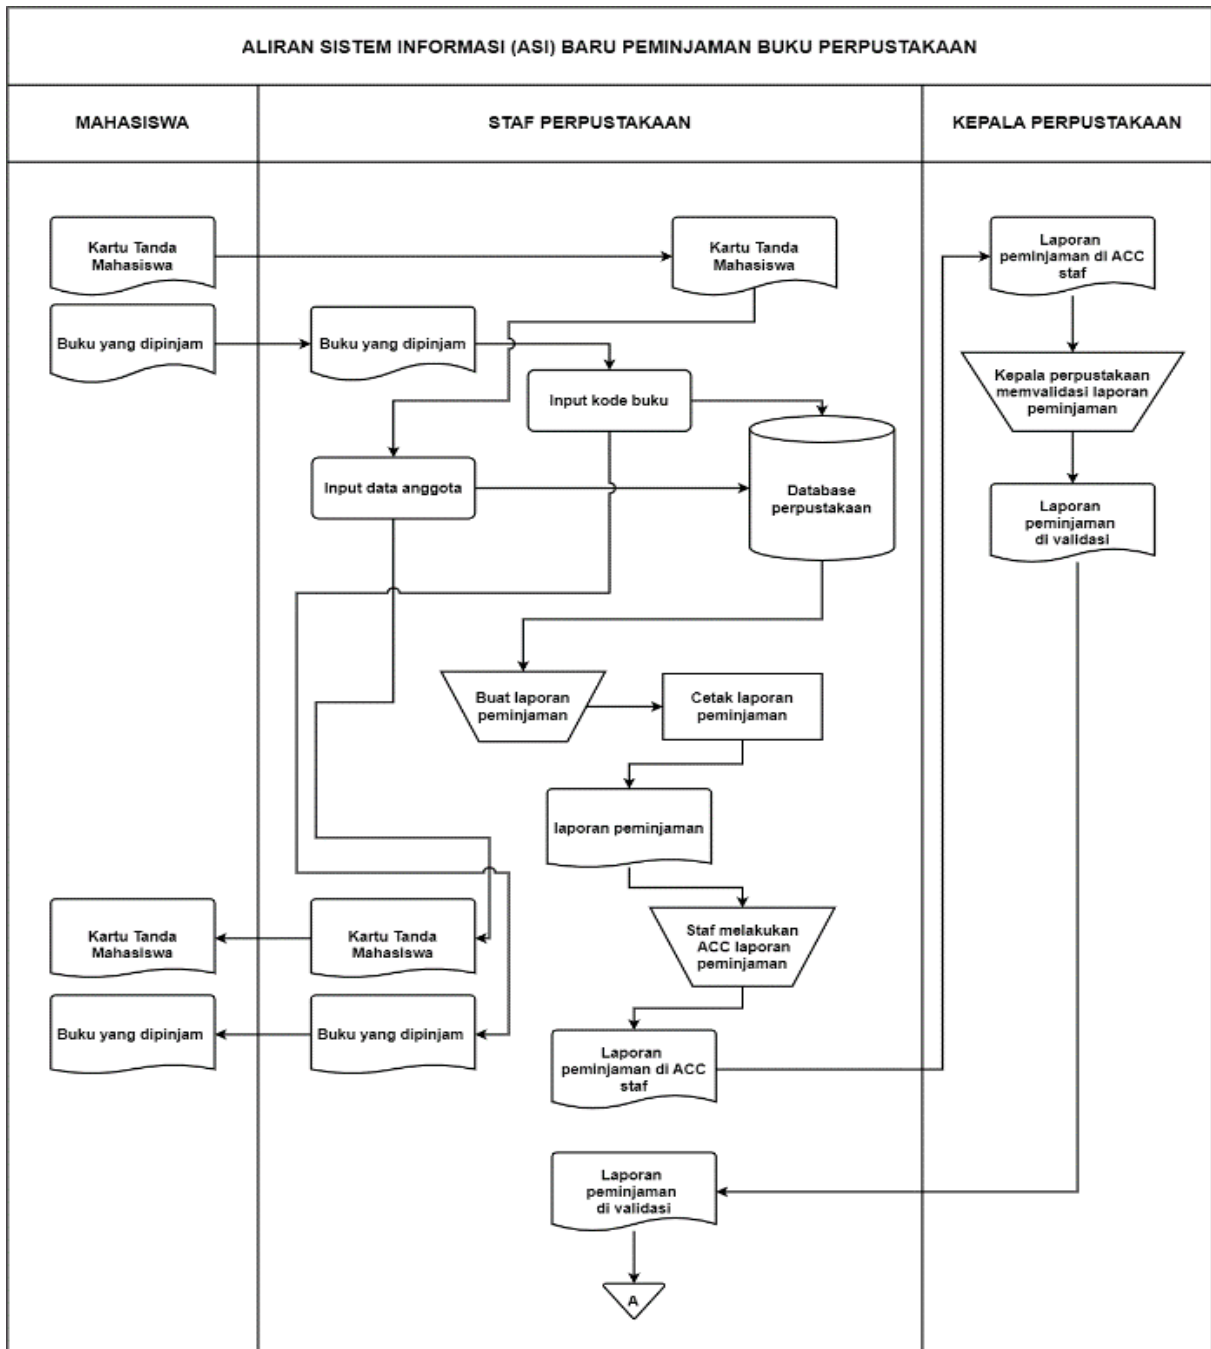 ALIRAN SISTEM INFORMASI (ASI) BARU PEMINJAMAN BUKU PERPUSTAKAAN
MAHASISWA
STAF PERPUSTAKAAN
KEPALA PERPUSTAKAAN
Kartu Tanda
Mahasiswa
Kartu Tanda
Mahasiswa
Laporan
peminjaman di ACC
staf
Buku yang dipinjam
Buku yang dipinjam
Input kode buku
Kepala perpustakaan
memvalidasi laporan
peminjaman
Input data anggota
Database
perpustakaan
Laporan
peminjaman
di validasi
Buat laporan
peminjaman
Cetak laporan
peminjaman
laporan peminjaman
Kartu Tanda
Mahasiswa
Kartu Tanda
Mahasiswa
Staf melakukan
ACC laporan
peminjaman
Buku yang dipinjam
Buku yang dipinjam
Laporan
peminjaman di ACC
staf
Laporan
peminjaman
di validasi
A